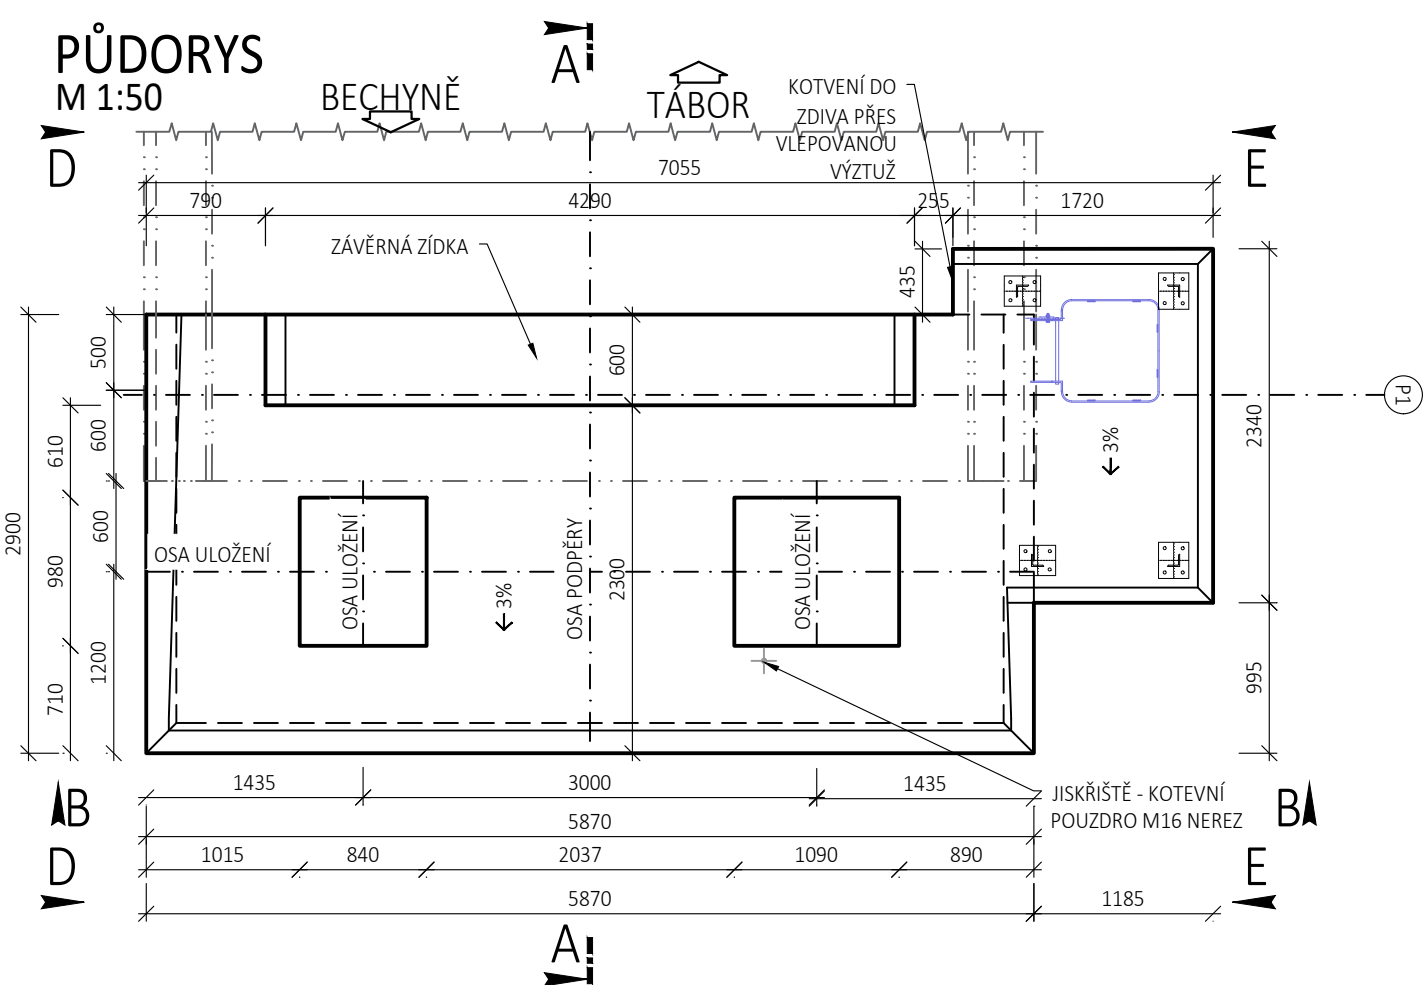 PŮDORYS
M 1:50
BECHYNĚ
A
TÁBOR
KOTVENÍ DO
ZDIVA PŘES
VLEPOVANOU
VÝZTUŽ
D
E
7055
790
4290
255
1720
ZÁVĚRNÁ ZÍDKA
435
500
600
P1
2340
600
610
3%
2900
600
980
OSA ULOŽENÍ
OSA ULOŽENÍ
3%
OSA PODPĚRY
2300
OSA ULOŽENÍ
1200
710
995
1435
3000
1435
JISKŘIŠTĚ - KOTEVNÍ
POUZDRO M16 NEREZ
B
B
5870
D
1015
840
2037
1090
890
E
5870
1185
A